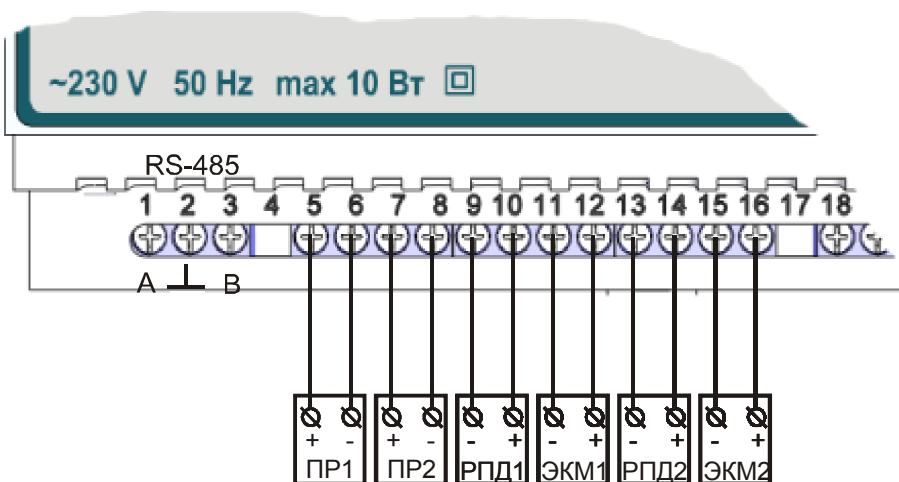 ~230 V 50 Hz max 10 Вт
RS-485
1 2 3 4 5 6 7 8 9 10 11 12 13 14 15 16 17 18
A B
+ - + - - + - + - + - +
ПР1 ПР2 РПД1 ЭКМ1 РПД2 ЭКМ2